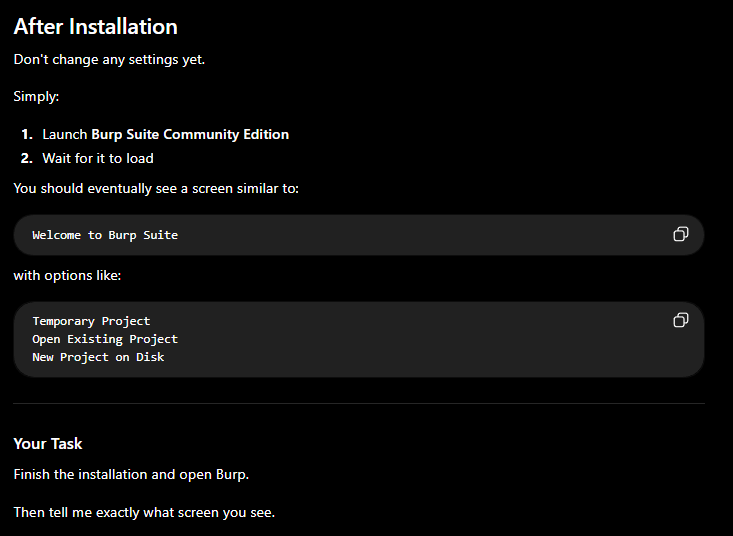 After Installation
Don't change any settings yet.
Simply:
1. Launch Burp Suite Community Edition
2. Wait for it to load
You should eventually see a screen similar to:
Welcome to Burp Suite
with options like:
Temporary Project
Open Existing Project
New Project on Disk
Your Task
Finish the installation and open Burp.
Then tell me exactly what screen you see.